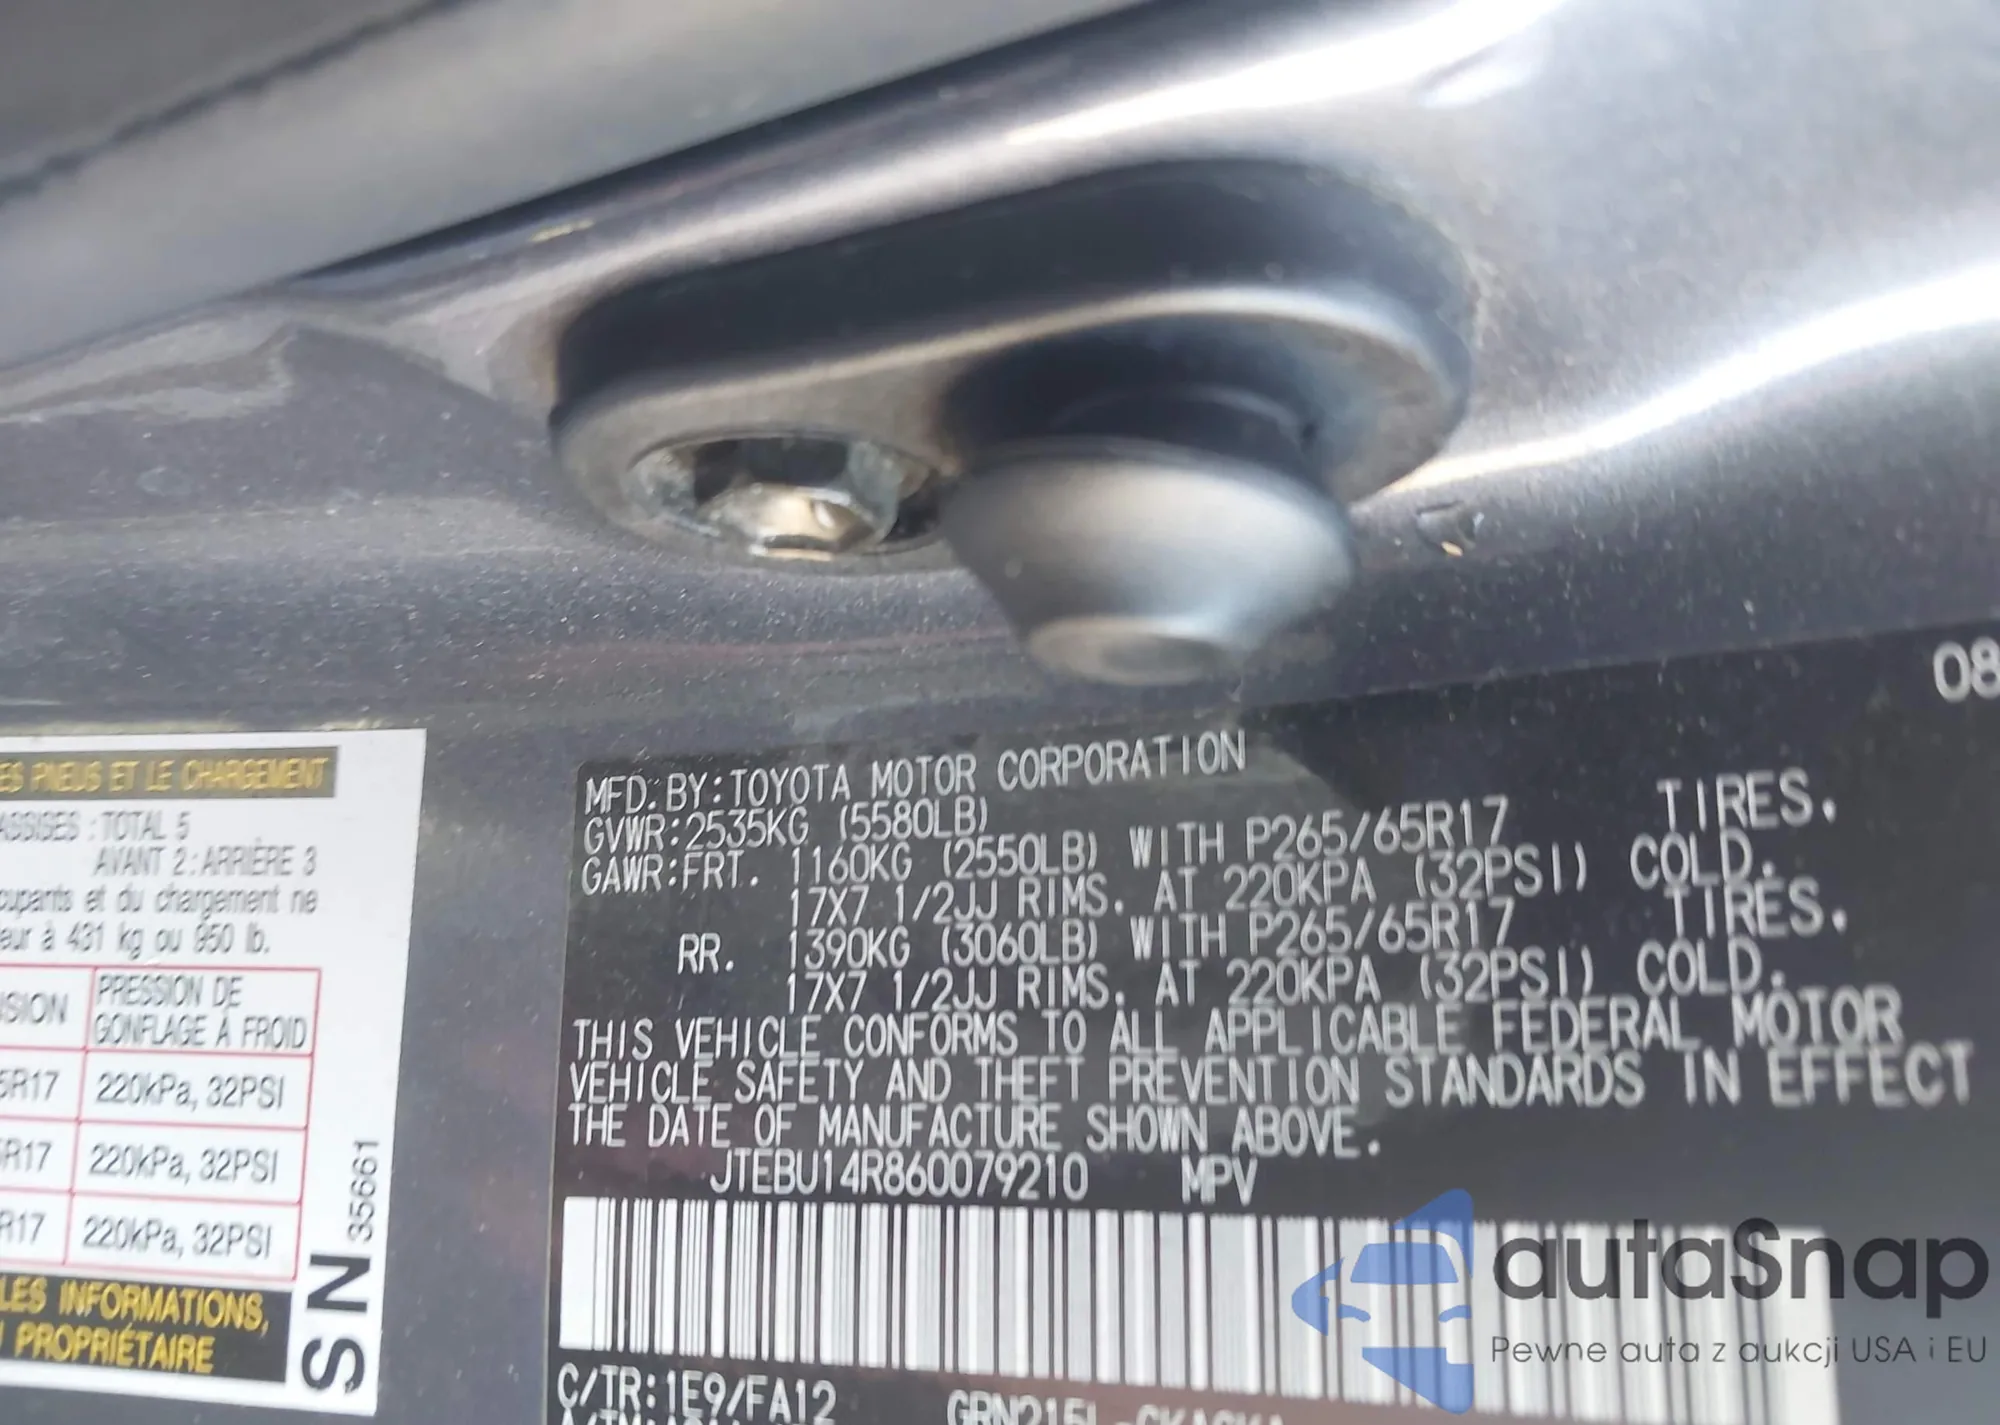 08
MFD. BY: TOYOTA MOTOR CORPORATION
GVWR: 2535KG (5580LB)
GAWR: FRT. 1160KG (2550LB) WITH P265/65R17 TIRES.
17X7 1/2JJ RIMS. AT 220KPA (32PSI) COLD.
RR. 1390KG (3060LB) WITH P265/65R17 TIRES.
17X7 1/2JJ RIMS. AT 220KPA (32PSI) COLD.
THIS VEHICLE CONFORMS TO ALL APPLICABLE FEDERAL MOTOR
VEHICLE SAFETY AND THEFT PREVENTION STANDARDS IN EFFECT
THE DATE OF MANUFACTURE SHOWN ABOVE.
JTEBU14R860079210 MPV
C/TR: 1E9/FA12
ES PNEUS ET LE CHARGEMENT
ASSISES : TOTAL 5
AVANT 2 : ARRIÈRE 3
cupants et du chargement ne
eur à 431 kg ou 950 lb.
SION PRESSION DE
GONFLAGE À FROID
5R17 220kPa, 32PSI
R17 220kPa, 32PSI
R17 220kPa, 32PSI
LES INFORMATIONS,
PROPRIÉTAIRE
SN 35661
autaSnap
Pewne auta z aukcji USA i EU